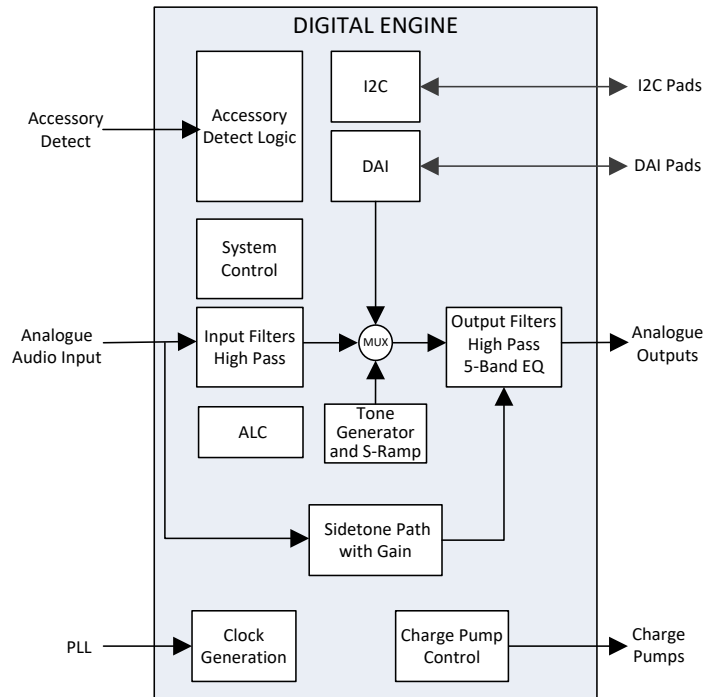 DIGITAL ENGINE
Accessory
Detect
Accessory
Detect Logic
I2C
I2C Pads
DAI
DAI Pads
System
Control
Analogue
Audio Input
Input Filters
High Pass
MUX
Output Filters
High Pass
5-Band EQ
Analogue
Outputs
ALC
Tone
Generator
and S-Ramp
Sidetone Path
with Gain
PLL
Clock
Generation
Charge Pump
Control
Charge
Pumps